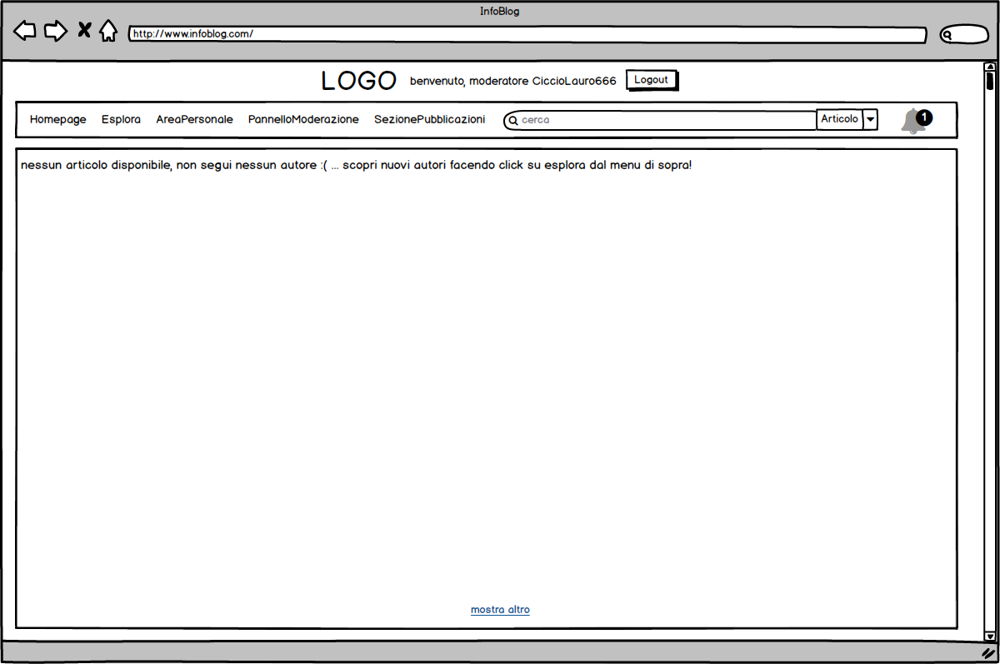 InfoBlog
http://www.infoblog.com/
LOGO benvenuto, moderatore CiccioLauro666 Logout
Homepage Esplora AreaPersonale PannelloModerazione SezionePubblicazioni cerca Articolo 1
nessun articolo disponibile, non segui nessun autore :( ... scopri nuovi autori facendo click su esplora dal menu di sopra!
mostra altro